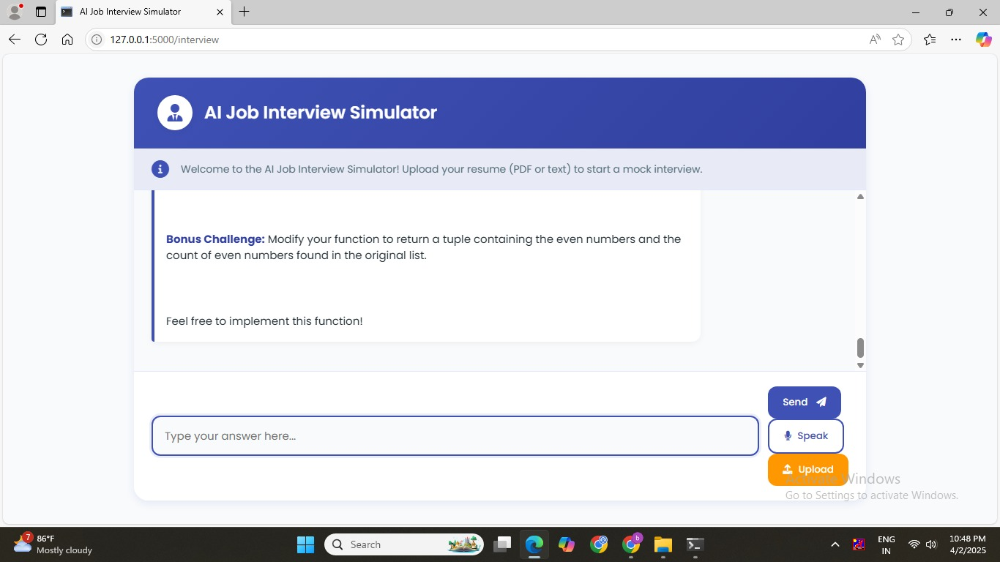 AI Job Interview Simulator
127.0.0.1:5000/interview
AI Job Interview Simulator
Welcome to the AI Job Interview Simulator! Upload your resume (PDF or text) to start a mock interview.
Bonus Challenge: Modify your function to return a tuple containing the even numbers and the
count of even numbers found in the original list.
Feel free to implement this function!
Send
Type your answer here...
Speak
Upload
Activate Windows
Go to Settings to activate Windows.
7
86°F
Mostly cloudy
Search
b
ENG
IN
10:48 PM
4/2/2025